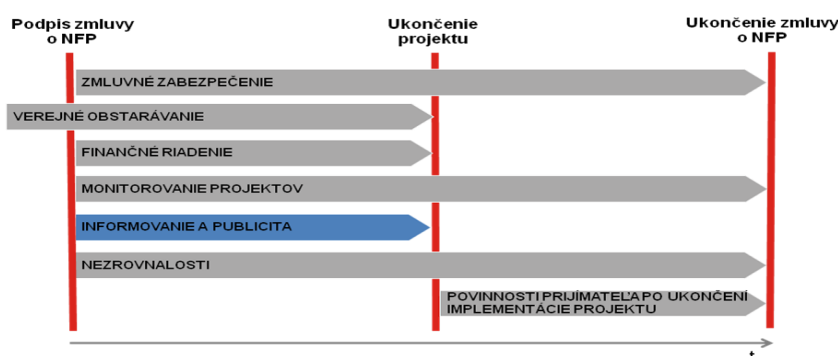 Podpis zmluvy
o NFP
Ukončenie
projektu
Ukončenie zmluvy
o NFP
ZMLUVNÉ ZABEZPEČENIE
VEREJNÉ OBSTARÁVANIE
FINANČNÉ RIADENIE
MONITOROVANIE PROJEKTOV
INFORMOVANIE A PUBLICITA
NEZROVNALOSTI
POVINNOSTI PRIJÍMATEĽA PO UKONČENÍ
IMPLEMENTÁCIE PROJEKTU
t